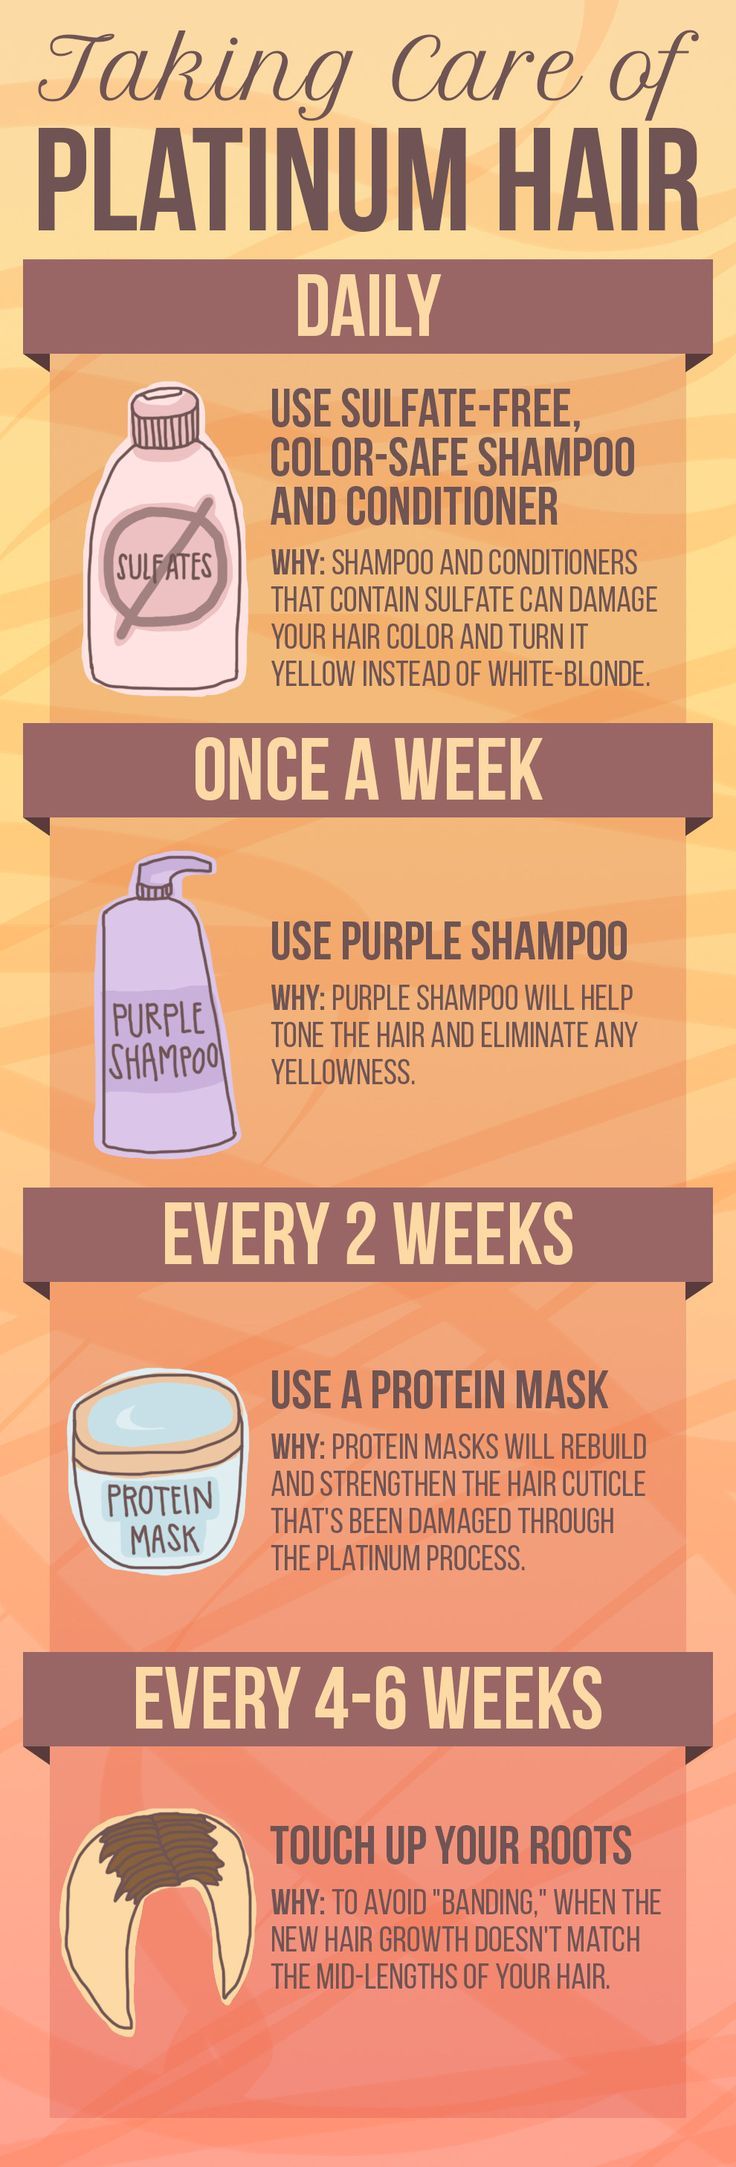 Taking Care of
PLATINUM HAIR
DAILY
SULFATES
USE SULFATE-FREE,
COLOR-SAFE SHAMPOO
AND CONDITIONER
WHY: SHAMPOO AND CONDITIONERS
THAT CONTAIN SULFATE CAN DAMAGE
YOUR HAIR COLOR AND TURN IT
YELLOW INSTEAD OF WHITE-BLONDE.
ONCE A WEEK
PURPLE
SHAMPOO
USE PURPLE SHAMPOO
WHY: PURPLE SHAMPOO WILL HELP
TONE THE HAIR AND ELIMINATE ANY
YELLOWNESS.
EVERY 2 WEEKS
PROTEIN
MASK
USE A PROTEIN MASK
WHY: PROTEIN MASKS WILL REBUILD
AND STRENGTHEN THE HAIR CUTICLE
THAT'S BEEN DAMAGED THROUGH
THE PLATINUM PROCESS.
EVERY 4-6 WEEKS
TOUCH UP YOUR ROOTS
WHY: TO AVOID "BANDING," WHEN THE
NEW HAIR GROWTH DOESN'T MATCH
THE MID-LENGTHS OF YOUR HAIR.